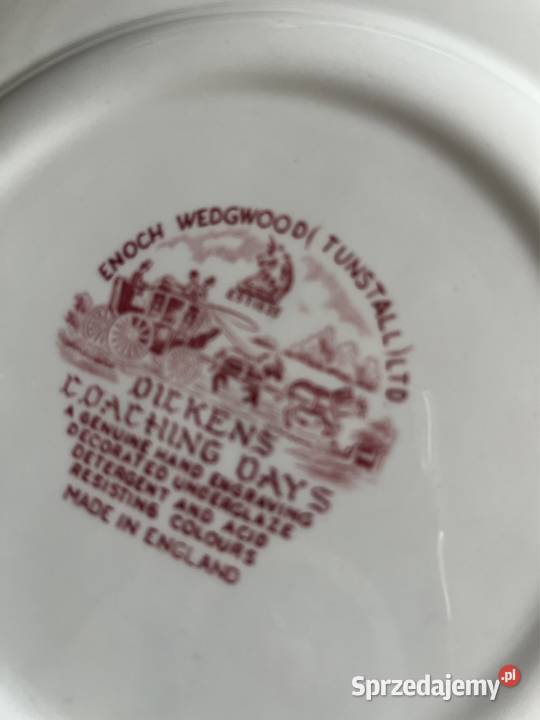 ENOCH WEDGWOOD (TUNSTALL) LTD
DICKENS
COACHING DAYS
A GENUINE HAND ENGRAVING
DECORATED UNDERGLAZE
DETERGENT AND ACID
RESISTING COLOURS
MADE IN ENGLAND
Sprzedajemy.pl